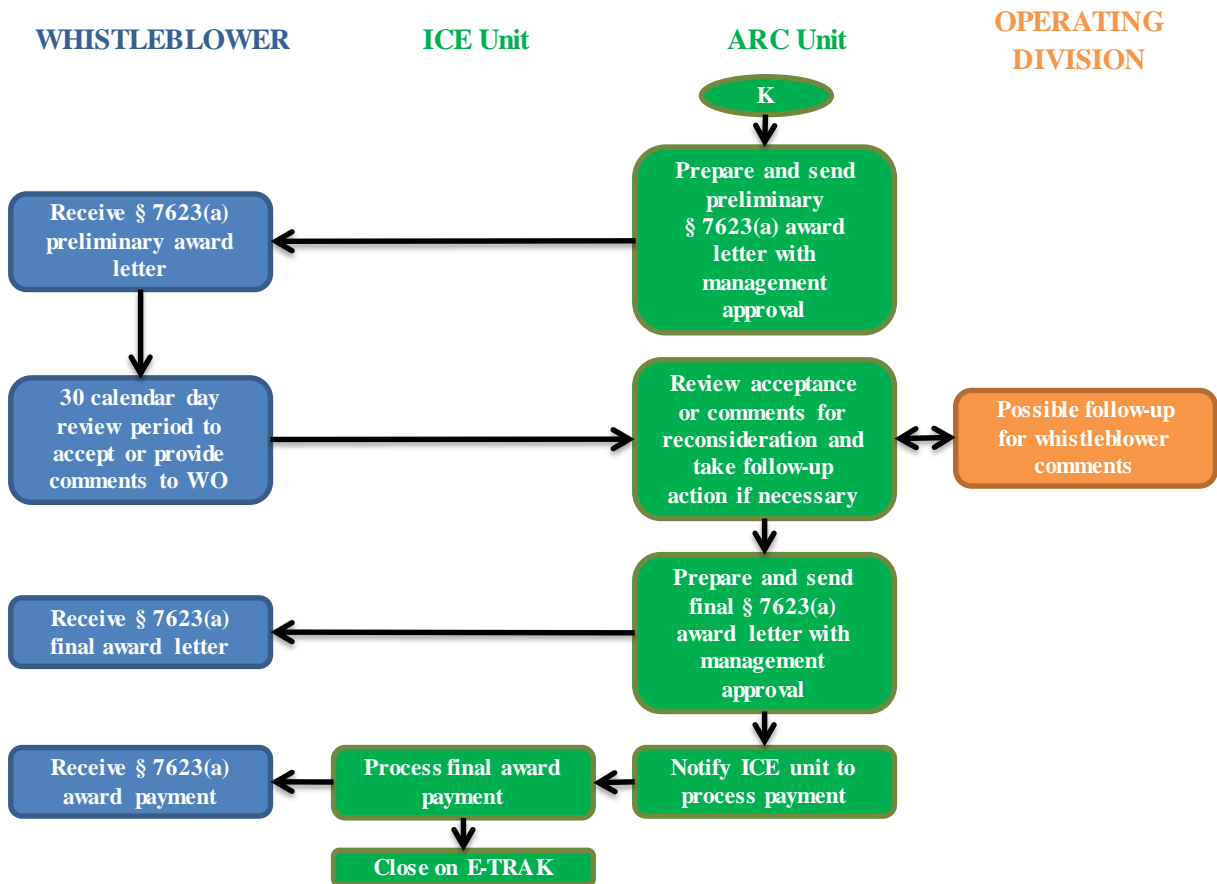 WHISTLEBLOWER
ICE Unit
ARC Unit
OPERATING
DIVISION
K
Prepare and send
preliminary
§ 7623(a) award
letter with
management
approval
Receive § 7623(a)
preliminary award
letter
30 calendar day
review period to
accept or provide
comments to WO
Review acceptance
or comments for
reconsideration and
take follow-up
action if necessary
Possible follow-up
for whistleblower
comments
Prepare and send
final § 7623(a)
award letter with
management
approval
Receive § 7623(a)
final award letter
Receive § 7623(a)
award payment
Process final award
payment
Notify ICE unit to
process payment
Close on E-TRAK